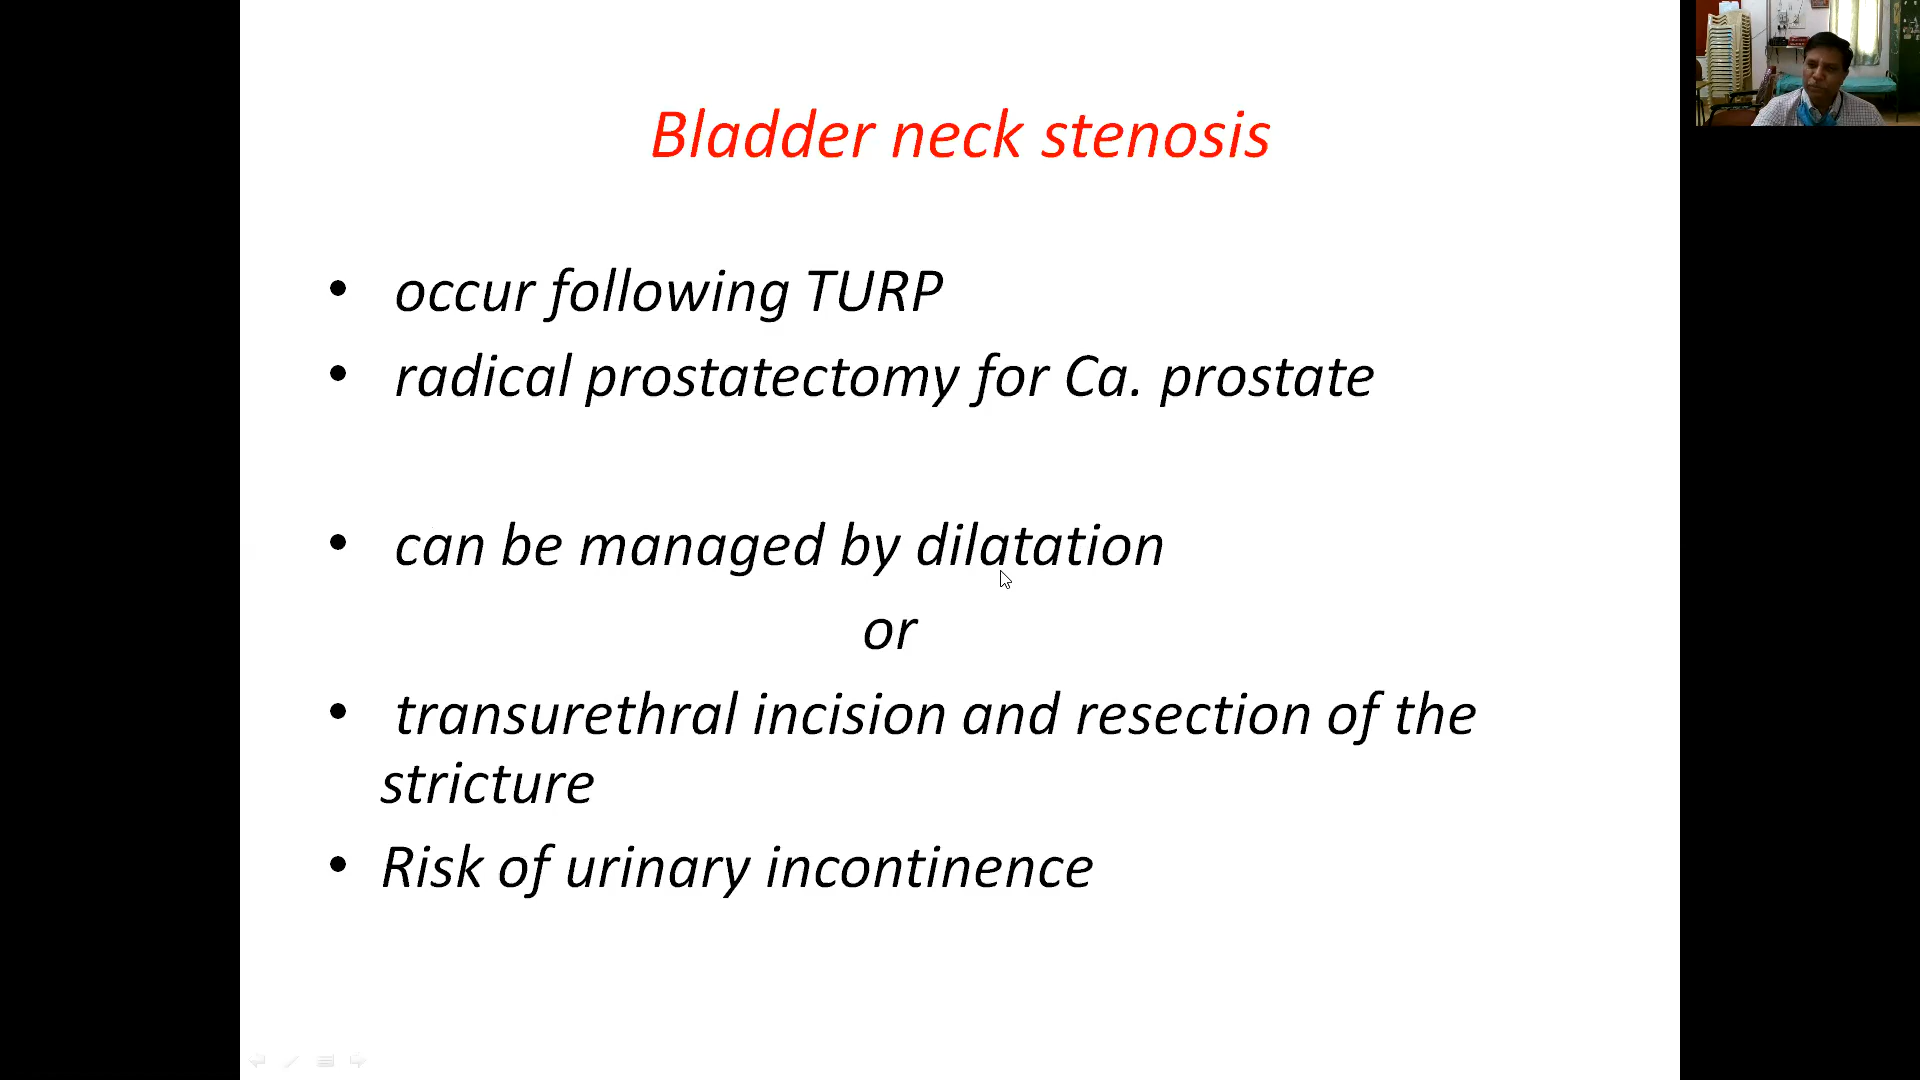 Bladder neck stenosis
• occur following TURP
• radical prostatectomy for Ca. prostate
• can be managed by dilatation
or
• transurethral incision and resection of the
stricture
• Risk of urinary incontinence